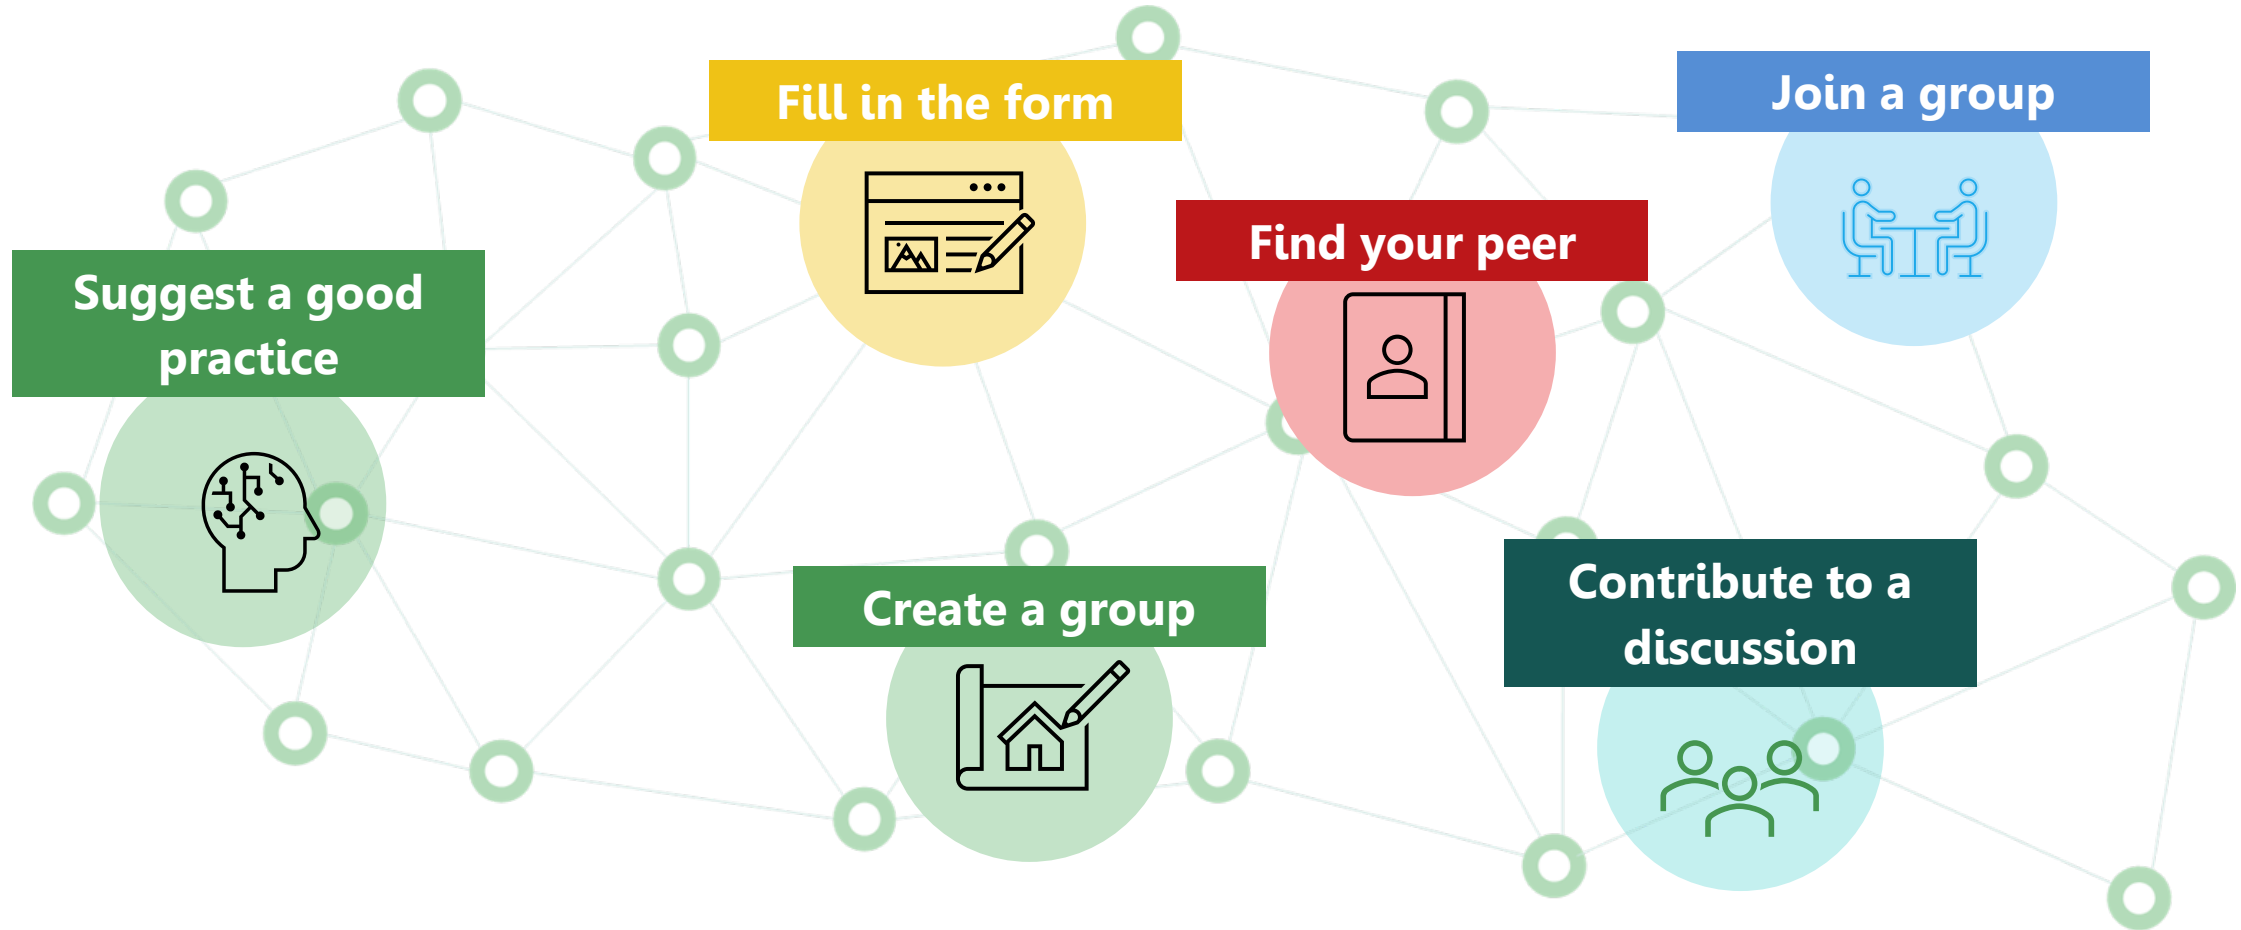 Fill in the form
Join a group
Find your peer
Suggest a good
practice
Create a group
Contribute to a
discussion